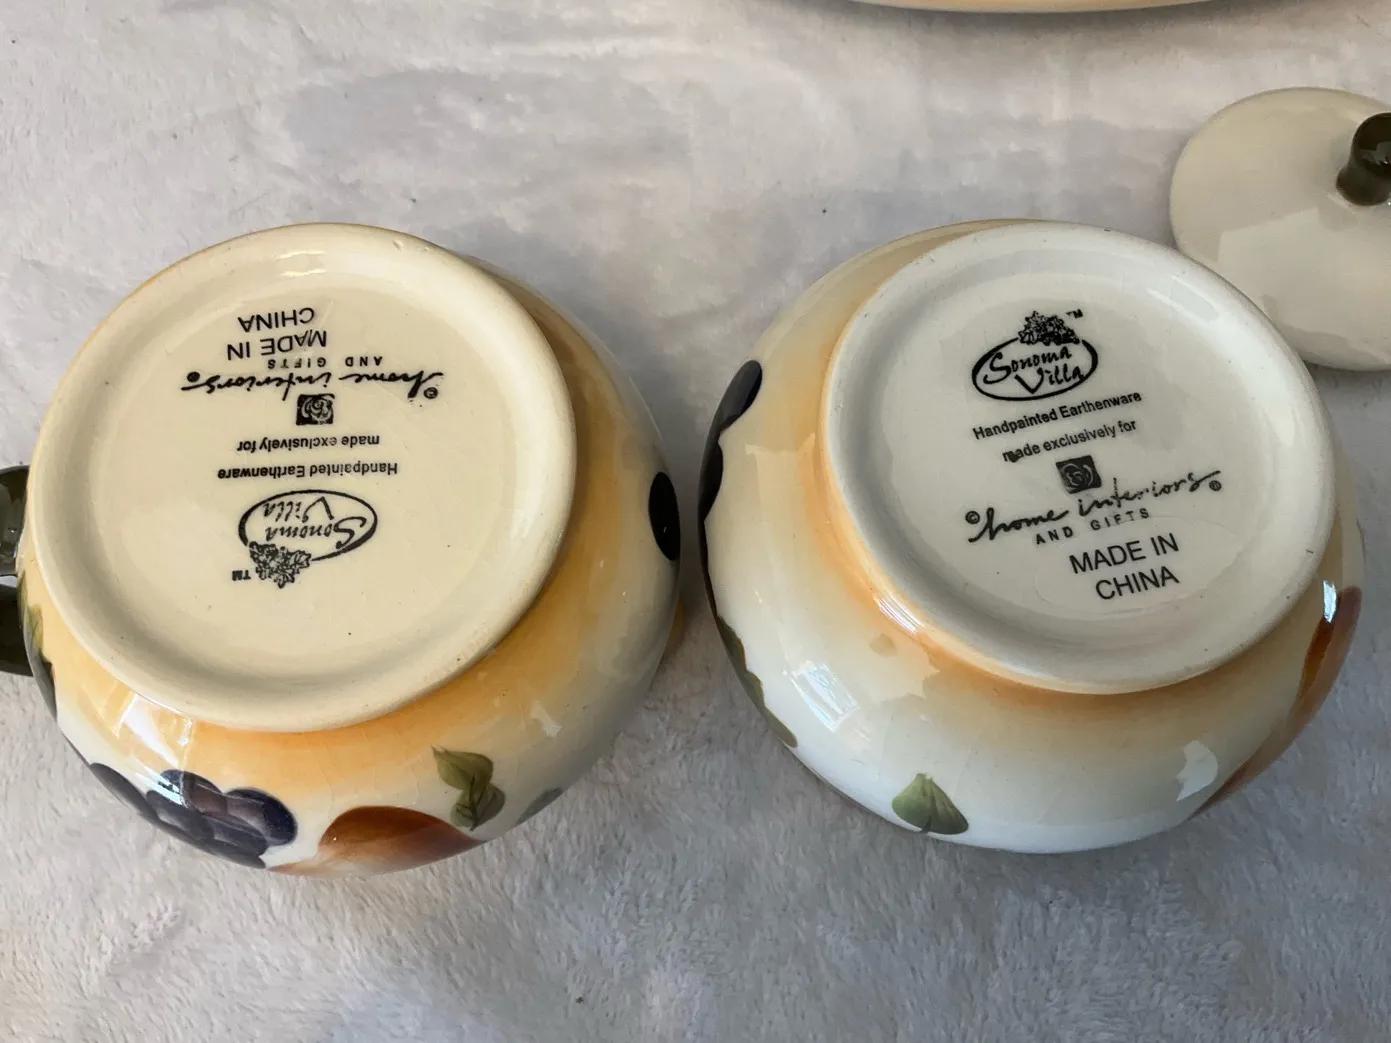 Sonoma
Villa
TM
Handpainted Earthenware
made exclusively for
©home interiors®
AND GIFTS
MADE IN
CHINA
TM
Sonoma
Villa
Handpainted Earthenware
made exclusively for
©home interiors®
AND GIFTS
MADE IN
CHINA